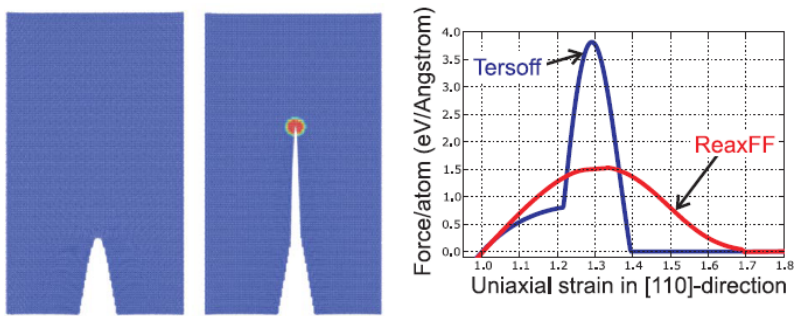 Force/atom (eV/Angstrom)
4.0
3.5
3.0
2.5
2.0
1.5
1.0
0.5
0.0
Tersoff
ReaxFF
1.0 1.1 1.2 1.3 1.4 1.5 1.6 1.7 1.8
Uniaxial strain in [110]-direction